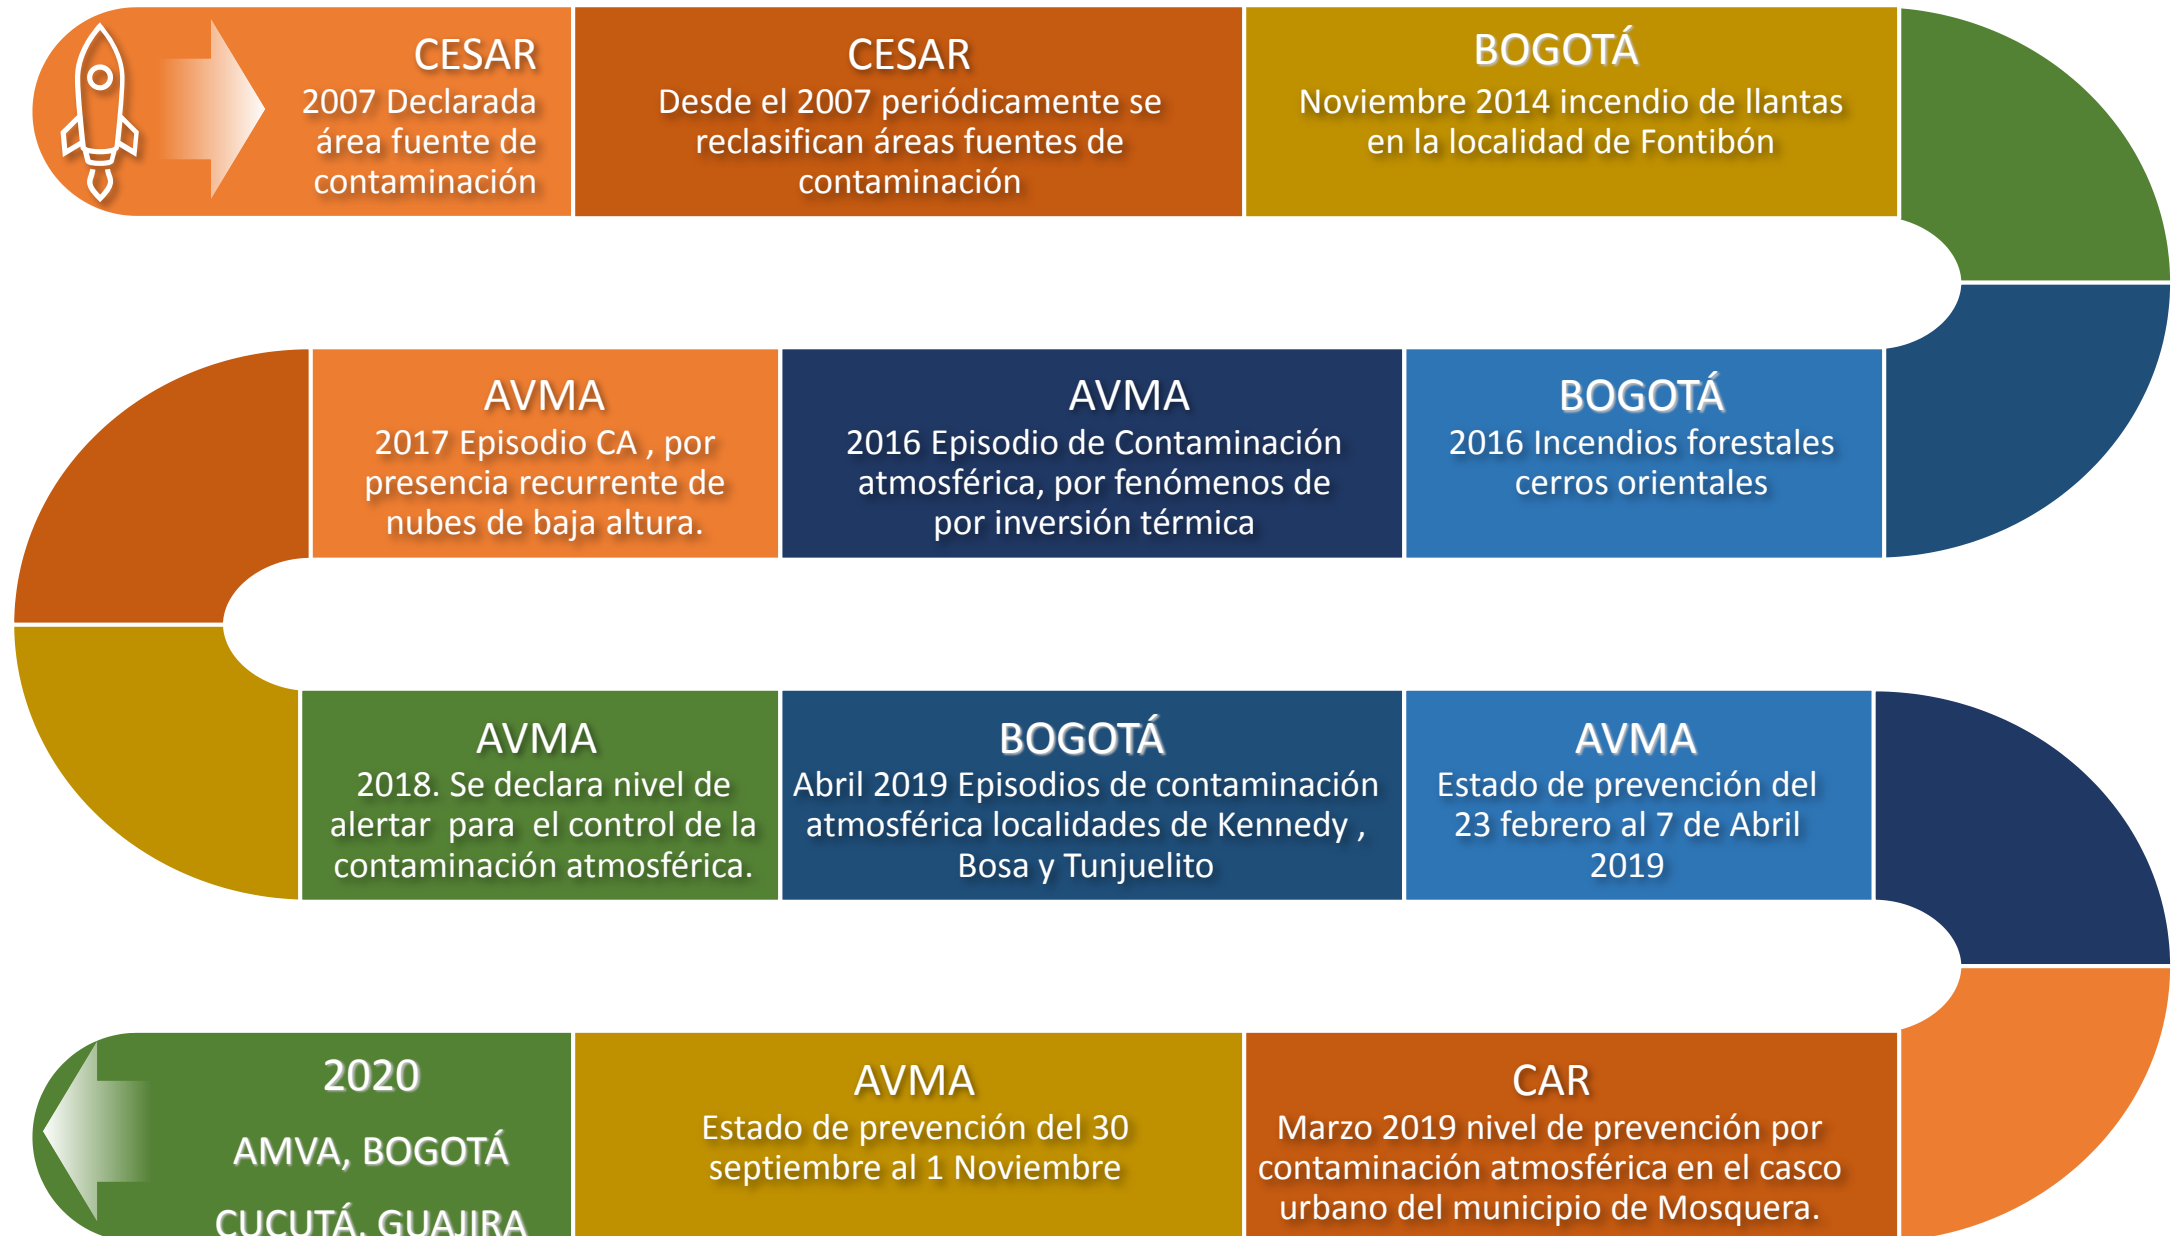 CESAR
2007 Declarada
área fuente de
contaminación
CESAR
Desde el 2007 periódicamente se
reclasifican áreas fuentes de
contaminación
BOGOTÁ
Noviembre 2014 incendio de llantas
en la localidad de Fontibón
BOGOTÁ
2016 Incendios forestales
cerros orientales
AVMA
2016 Episodio de Contaminación
atmosférica, por fenómenos de
por inversión térmica
AVMA
2017 Episodio CA , por
presencia recurrente de
nubes de baja altura.
AVMA
2018. Se declara nivel de
alertar  para  el control de la
contaminación atmosférica.
BOGOTÁ
Abril 2019 Episodios de contaminación
atmosférica localidades de Kennedy ,
Bosa y Tunjuelito
AVMA
Estado de prevención del
23 febrero al 7 de Abril
2019
CAR
Marzo 2019 nivel de prevención por
contaminación atmosférica en el casco
urbano del municipio de Mosquera.
AVMA
Estado de prevención del 30
septiembre al 1 Noviembre
2020
AMVA, BOGOTÁ
CUCUTÁ, GUAJIRA